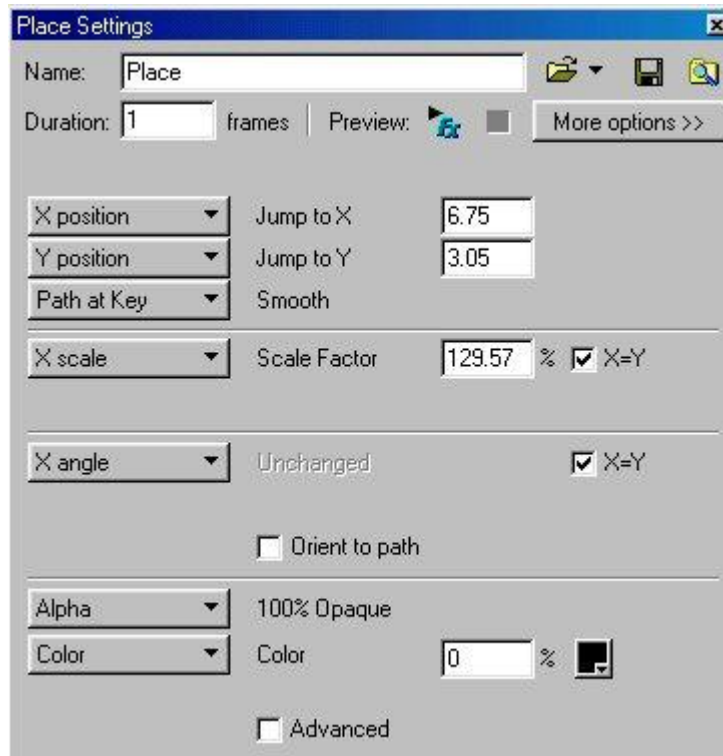 Place Settings
Name: Place
Duration: 1 frames Preview: fx More options >>
X position Jump to X 6.75
Y position Jump to Y 3.05
Path at Key Smooth
X scale Scale Factor 129.57 % X=Y
X angle Unchanged X=Y
Orient to path
Alpha 100% Opaque
Color Color 0 %
Advanced